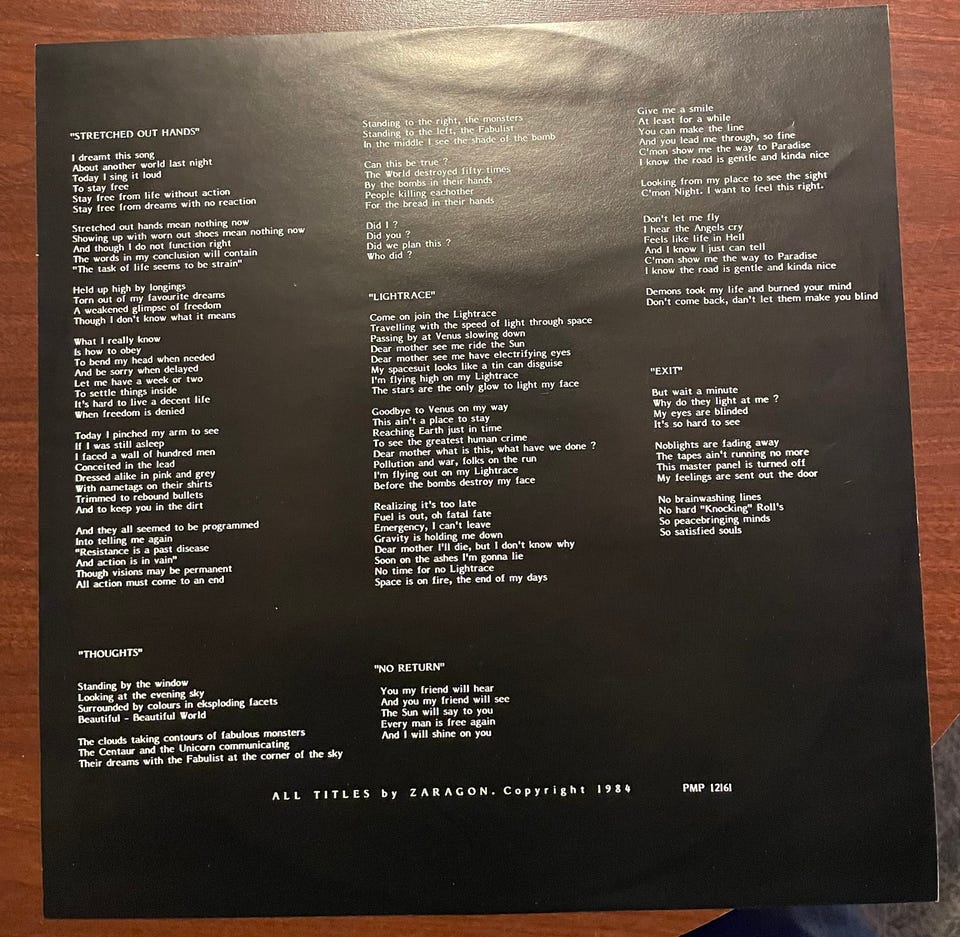 "STRETCHED OUT HANDS"
I dreamt this song
About another world last night
Today I sing it loud
To stay free
Stay free from life without action
Stay free from dreams with no reaction
Stretched out hands mean nothing now
Showing up with worn out shoes mean nothing now
And though I do not function right
The words in my conclusion will contain
"The task of life seems to be strain"
Held up high by longings
Torn out of my favourite dreams
A weakened glimpse of freedom
Though I don't know what it means
What I really know
Is how to obey
To bend my head when needed
And be sorry when delayed
Let me have a week or two
To settle things inside
It's hard to live a decent life
When freedom is denied
Today I pinched my arm to see
If I was still asleep
I faced a wall of hundred men
Conceited in the lead
Dressed alike in pink and grey
With nametags on their shirts
Trimmed to rebound bullets
And to keep you in the dirt
And they all seemed to be programmed
Into telling me again
"Resistance is a past disease
And action is in vain"
Though visions may be permanent
All action must come to an end
"THOUGHTS"
Standing by the window
Looking at the evening sky
Surrounded by colours in eksploding facets
Beautiful - Beautiful World
The clouds taking contours of fabulous monsters
The Centaur and the Unicorn communicating
Their dreams with the Fabulist at the corner of the sky
Standing to the right, the monsters
Standing to the left, the Fabulist
In the middle I see the shade of the bomb
Can this be true ?
The World destroyed fifty times
By the bombs in their hands
People killing eachother
For the bread in their hands
Did I ?
Did you ?
Did we plan this ?
Who did ?
"LIGHTRACE"
Come on join the Lightrace
Travelling with the speed of light through space
Passing by at Venus slowing down
Dear mother see me ride the Sun
Dear mother see me have electrifying eyes
My spacesuit looks like a tin can disguise
I'm flying high on my Lightrace
The stars are the only glow to light my face
Goodbye to Venus on my way
This ain't a place to stay
Reaching Earth just in time
To see the greatest human crime
Dear mother what is this, what have we done ?
Pollution and war, folks on the run
I'm flying out on my Lightrace
Before the bombs destroy my face
Realizing it's too late
Fuel is out, oh fatal fate
Emergency, I can't leave
Gravity is holding me down
Dear mother I'll die, but I don't know why
Soon on the ashes I'm gonna lie
No time for no Lightrace
Space is on fire, the end of my days
"NO RETURN"
You my friend will hear
And you my friend will see
The Sun will say to you
Every man is free again
And I will shine on you
Give me a smile
At least for a while
You can make the line
And you lead me through, so fine
C'mon show me the way to Paradise
I know the road is gentle and kinda nice
Looking from my place to see the sight
C'mon Night. I want to feel this right.
Don't let me fly
I hear the Angels cry
Feels like life in Hell
And I know I just can tell
C'mon show me the way to Paradise
I know the road is gentle and kinda nice
Demons took my life and burned your mind
Don't come back, dan't let them make you blind
"EXIT"
But wait a minute
Why do they light at me ?
My eyes are blinded
It's so hard to see
Noblights are fading away
The tapes ain't running no more
This master panel is turned off
My feelings are sent out the door
No brainwashing lines
No hard "Knocking" Roll's
So peacebringing minds
So satisfied souls
ALL TITLES by ZARAGON. Copyright 1984
PMP 12161